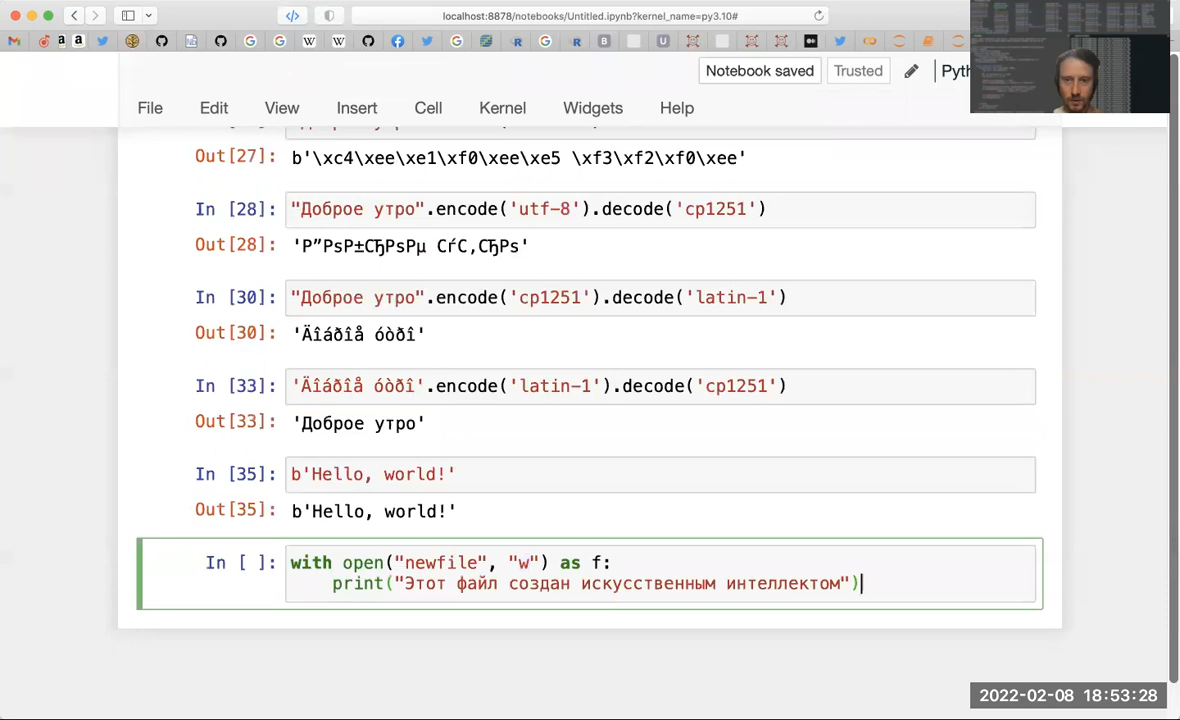 localhost:8878/notebooks/Untitled.ipynb?kernel_name=py3.10#
Notebook saved
Trusted
File Edit View Insert Cell Kernel Widgets Help
Out[27]: b'\xc4\xee\xe1\xf0\xee\xe5 \xf3\xf2\xf0\xee'
In [28]: "Доброе утро".encode('utf-8').decode('cp1251')
Out[28]: 'Р”РѕР±СЂРѕРµ СѓС‚СЂРѕ'
In [30]: "Доброе утро".encode('cp1251').decode('latin-1')
Out[30]: 'Äîáðîå óòðî'
In [33]: 'Äîáðîå óòðî'.encode('latin-1').decode('cp1251')
Out[33]: 'Доброе утро'
In [35]: b'Hello, world!'
Out[35]: b'Hello, world!'
In [ ]: with open("newfile", "w") as f:
print("Этот файл создан искусственным интеллектом")
2022-02-08 18:53:28